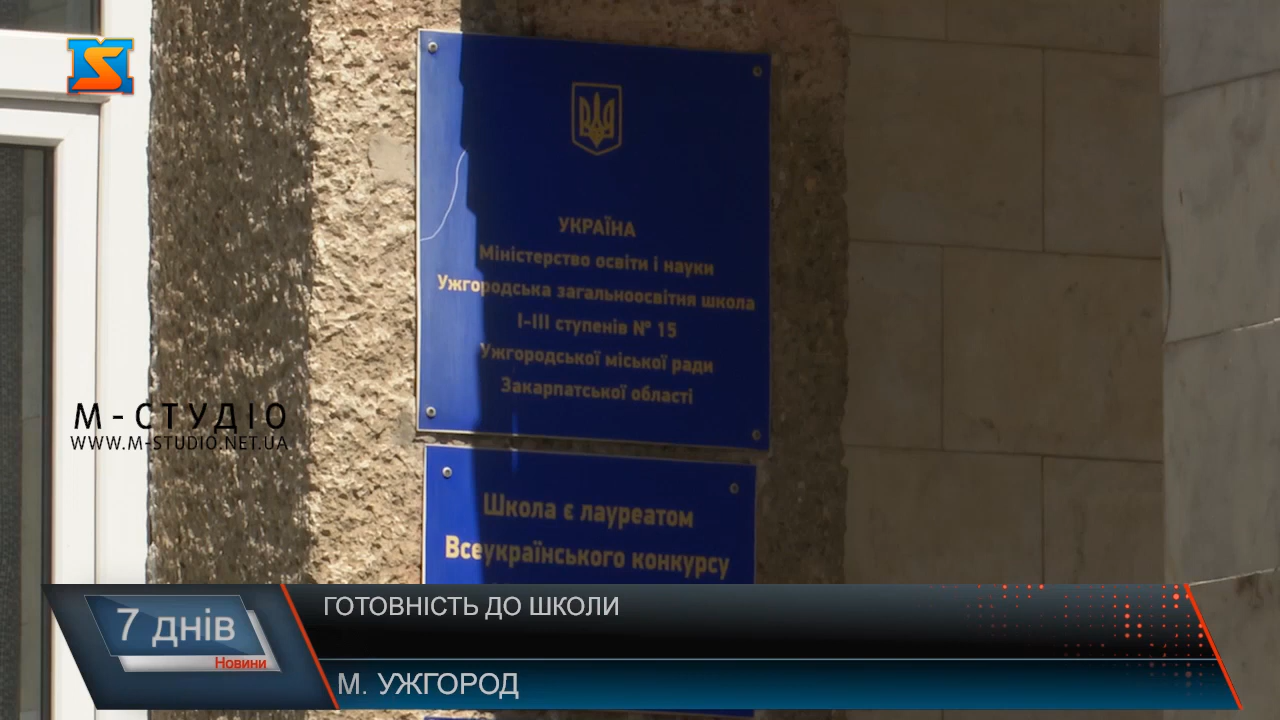 УКРАЇНА
Міністерство освіти і науки
Ужгородська загальноосвітня школа
І-ІІІ ступенів № 15
Ужгородської міської ради
Закарпатської області
М-СТУДІО
WWW.M-STUDIO.NET.UA
Школа є лауреатом
Всеукраїнського конкурсу
7 днів
Новини
ГОТОВНІСТЬ ДО ШКОЛИ
М. УЖГОРОД